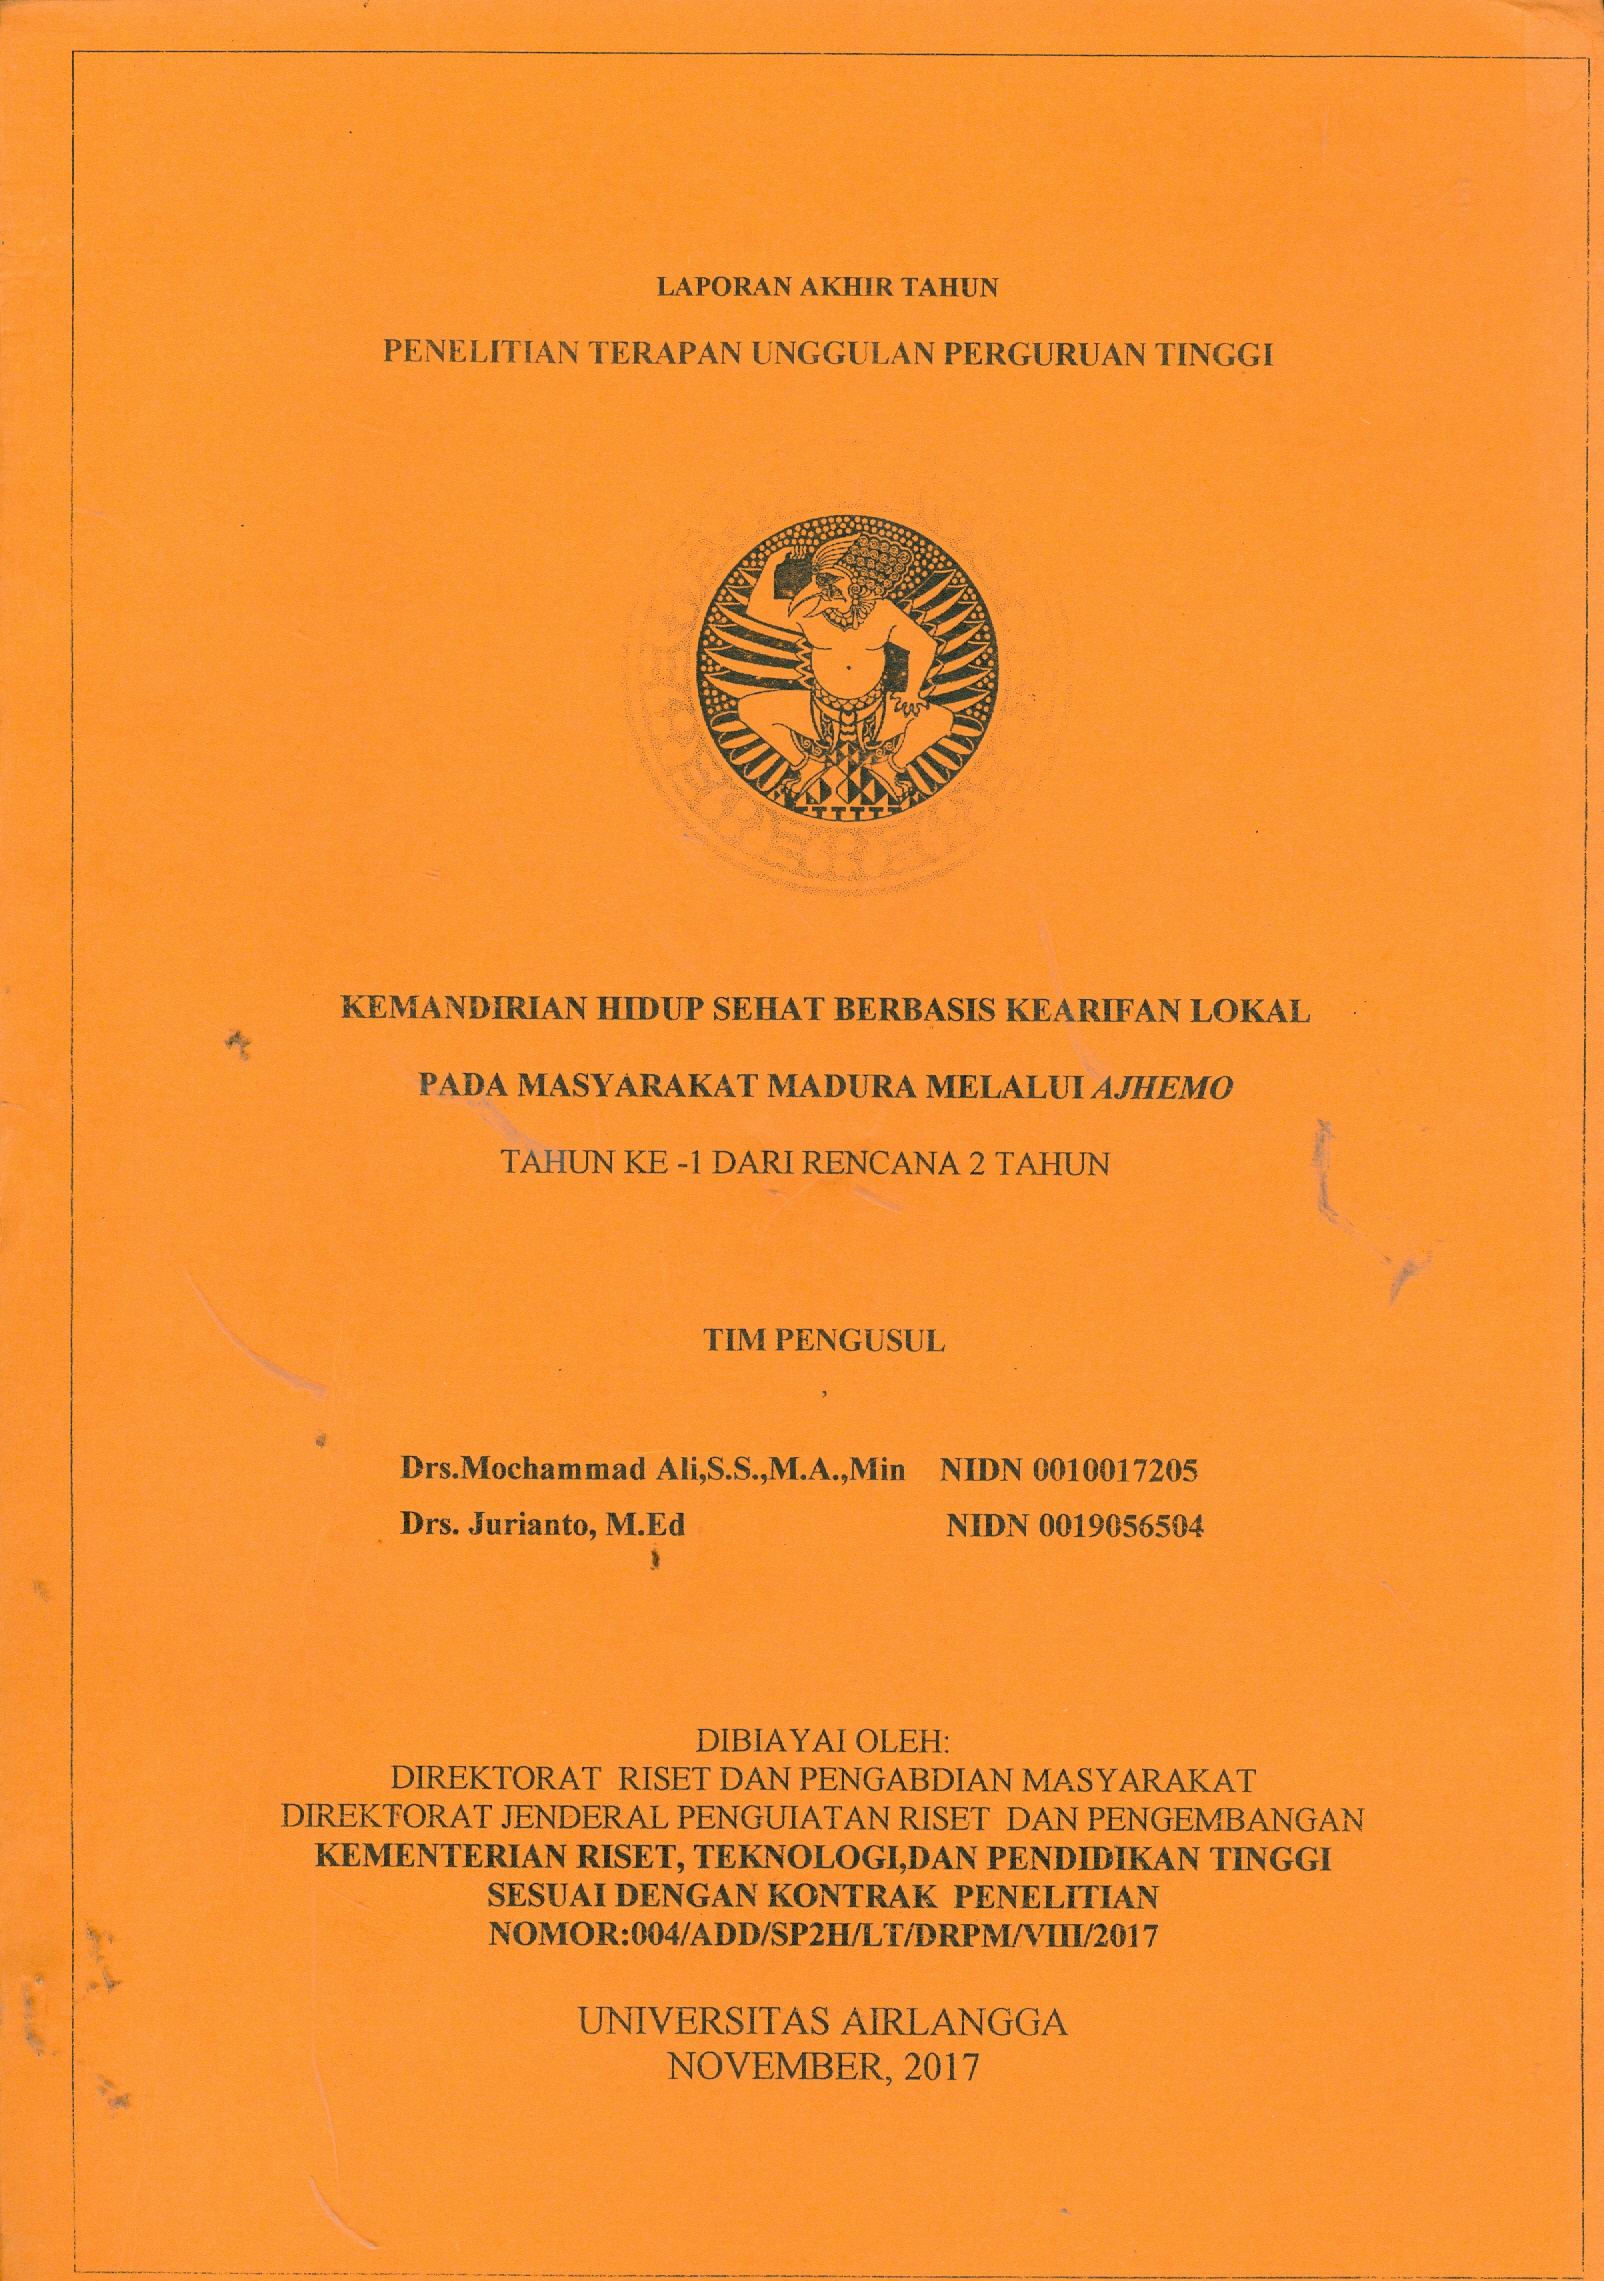 LAPORAN AKHIR TAHUN
PENELITIAN TERAPAN UNGGULAN PERGURUAN TINGGI
KEMANDIRIAN HIDUP SEHAT BERBASIS KEARIFAN LOKAL
PADA MASYARAKAT MADURA MELALUI AJHEMO
TAHUN KE -1 DARI RENCANA 2 TAHUN
TIM PENGUSUL
Drs.Mochammad Ali,S.S.,M.A.,Min NIDN 0010017205
Drs. Jurianto, M.Ed NIDN 0019056504
DIBIAYAI OLEH:
DIREKTORAT RISET DAN PENGABDIAN MASYARAKAT
DIREKTORAT JENDERAL PENGUIATAN RISET DAN PENGEMBANGAN
KEMENTERIAN RISET, TEKNOLOGI,DAN PENDIDIKAN TINGGI
SESUAI DENGAN KONTRAK PENELITIAN
NOMOR:004/ADD/SP2H/LT/DRPM/VIII/2017
UNIVERSITAS AIRLANGGA
NOVEMBER, 2017